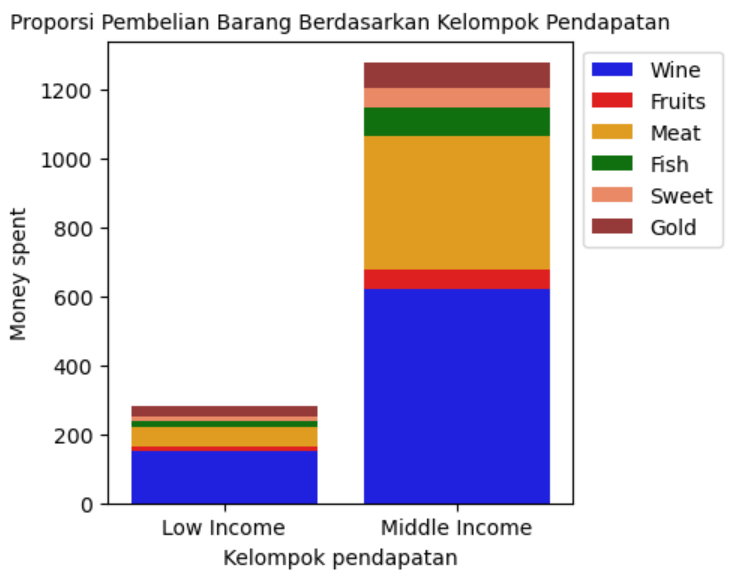 Proporsi Pembelian Barang Berdasarkan Kelompok Pendapatan
Wine
Fruits
Meat
Fish
Sweet
Gold
Money spent
1200
1000
800
600
400
200
0
Low Income
Middle Income
Kelompok pendapatan